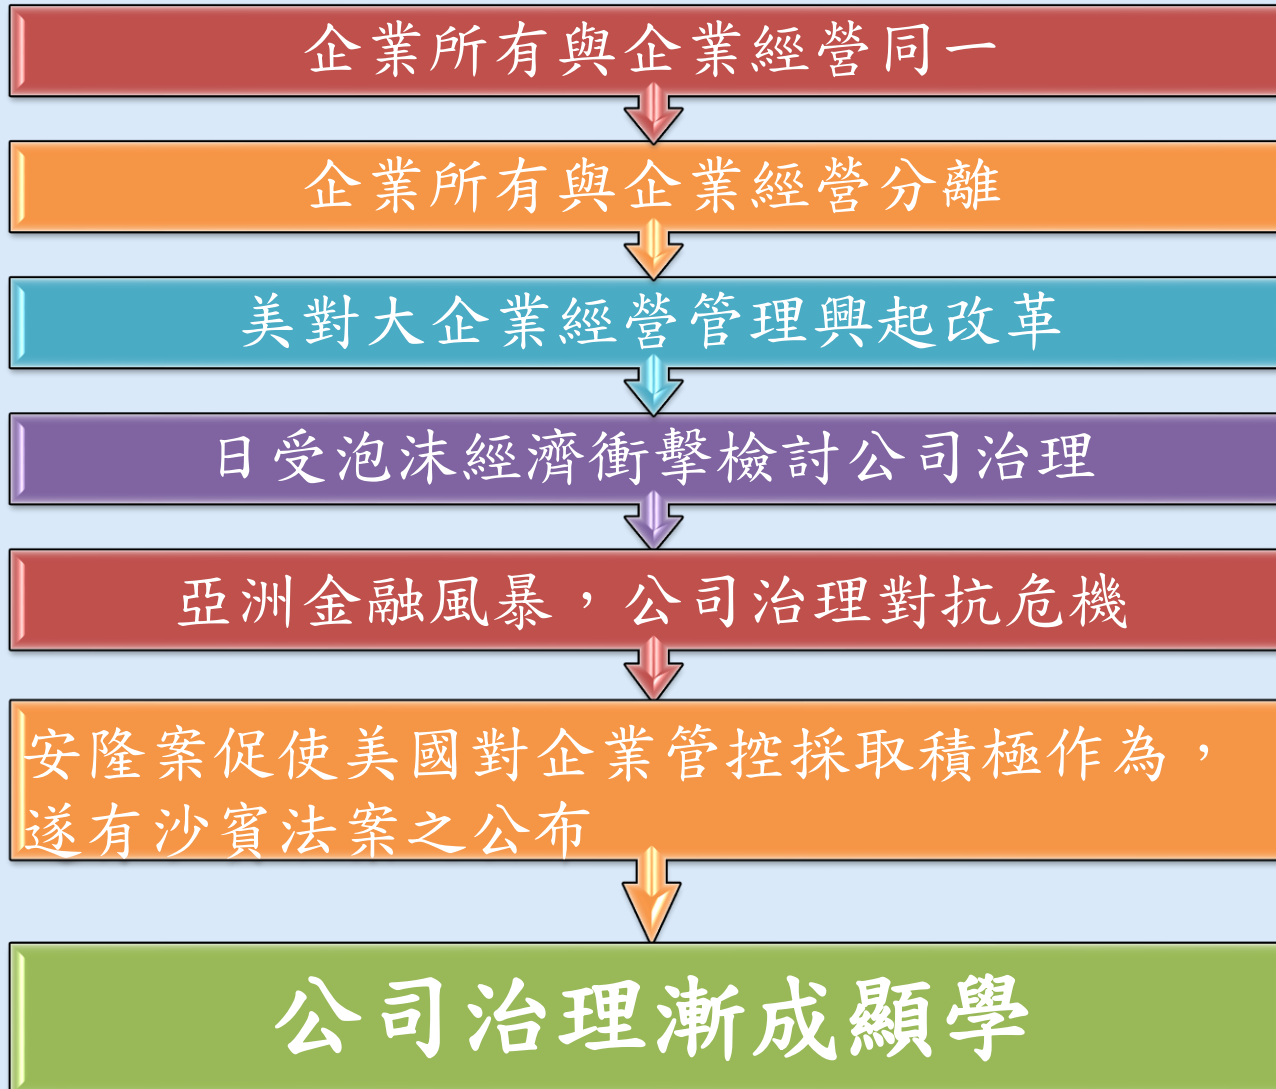 企業所有與企業經營同一
企業所有與企業經營分離
美對大企業經營管理興起改革
日受泡沫經濟衝擊檢討公司治理
亞洲金融風暴，公司治理對抗危機
安隆案促使美國對企業管控採取積極作為，
遂有沙賓法案之公布
公司治理漸成顯學